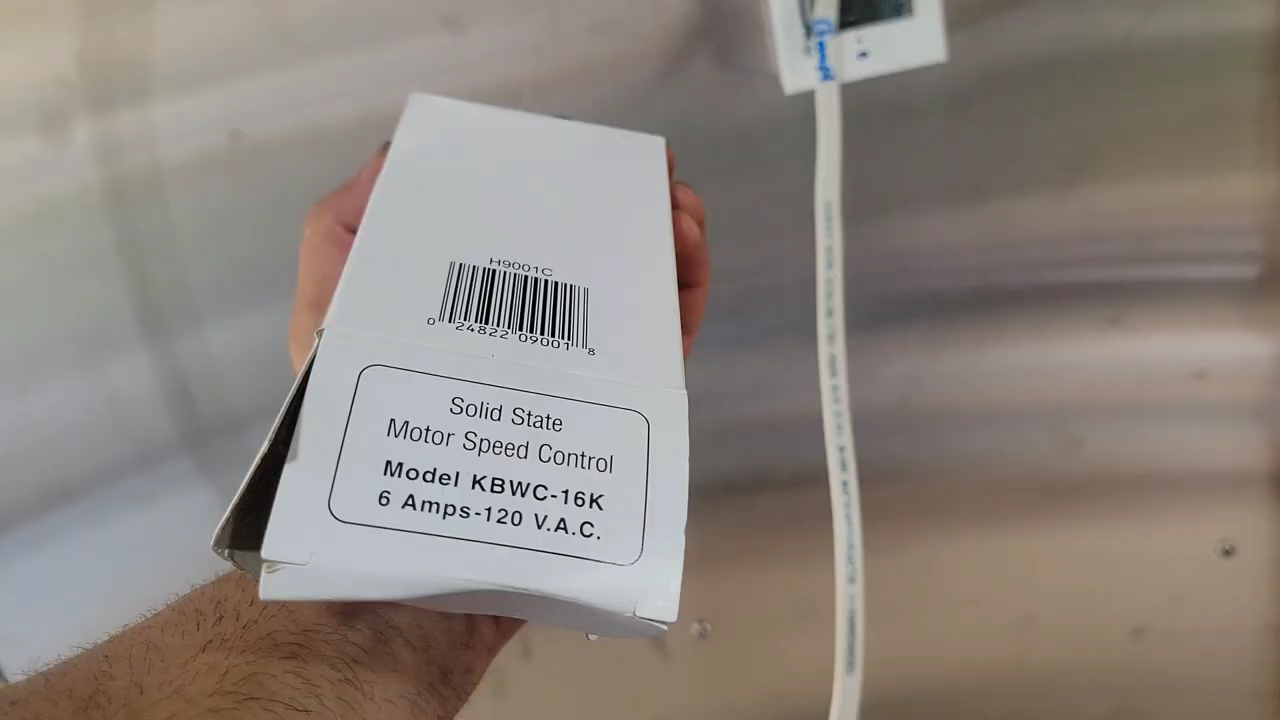 H9001C
0 24822 09001 8
Solid State
Motor Speed Control
Model KBWC-16K
6 Amps-120 V.A.C.